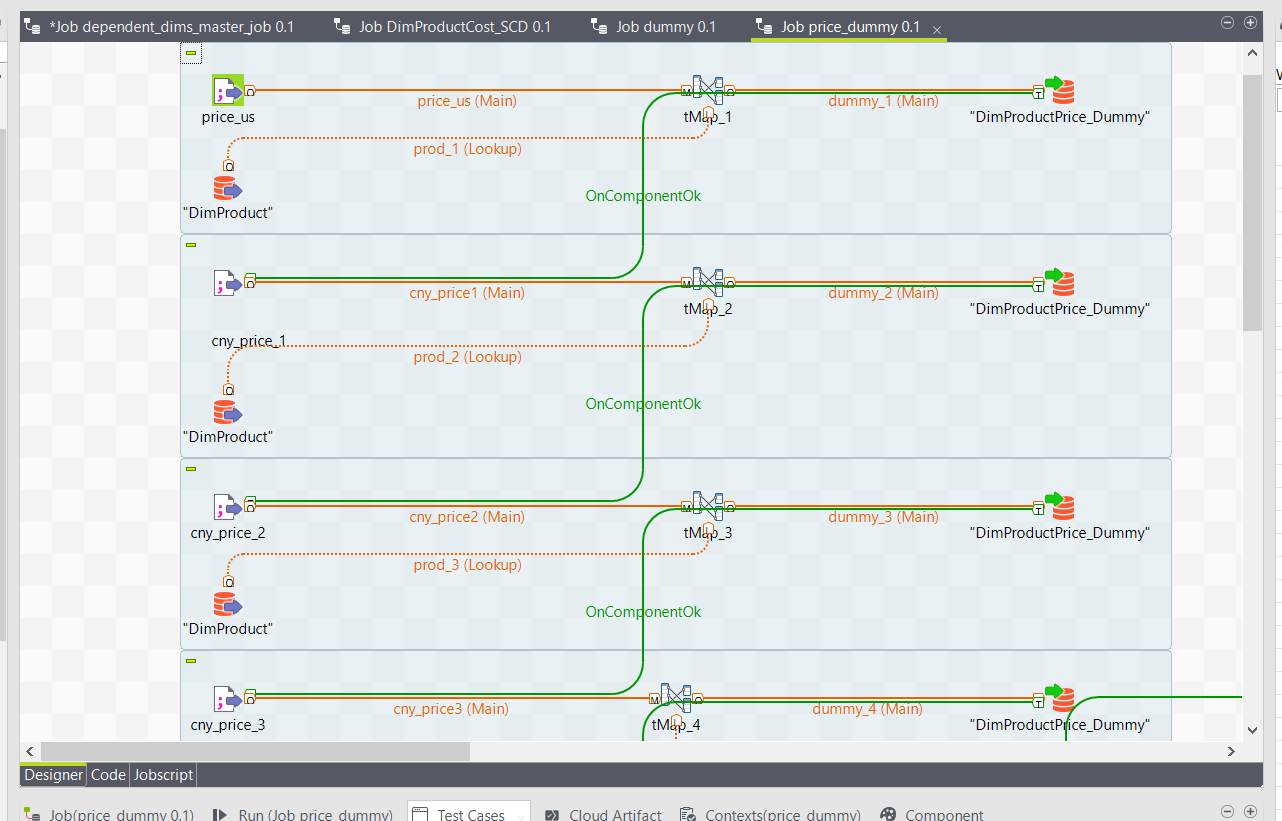 *Job dependent_dims_master_job 0.1
Job DimProductCost_SCD 0.1
Job dummy 0.1
Job price_dummy 0.1
price_us
price_us (Main)
M
tMap_1
dummy_1 (Main)
"DimProductPrice_Dummy"
prod_1 (Lookup)
"DimProduct"
OnComponentOk
cny_price1 (Main)
M
tMap_2
dummy_2 (Main)
"DimProductPrice_Dummy"
cny_price_1
prod_2 (Lookup)
"DimProduct"
OnComponentOk
cny_price_2
cny_price2 (Main)
M
tMap_3
dummy_3 (Main)
"DimProductPrice_Dummy"
prod_3 (Lookup)
"DimProduct"
OnComponentOk
cny_price_3
cny_price3 (Main)
M
tMap_4
dummy_4 (Main)
"DimProductPrice_Dummy"
Designer
Code
Jobscript
Job(price_dummy 0.1)
Run (Job price_dummy)
Test Cases
Cloud Artifact
Contexts(price_dummy)
Component